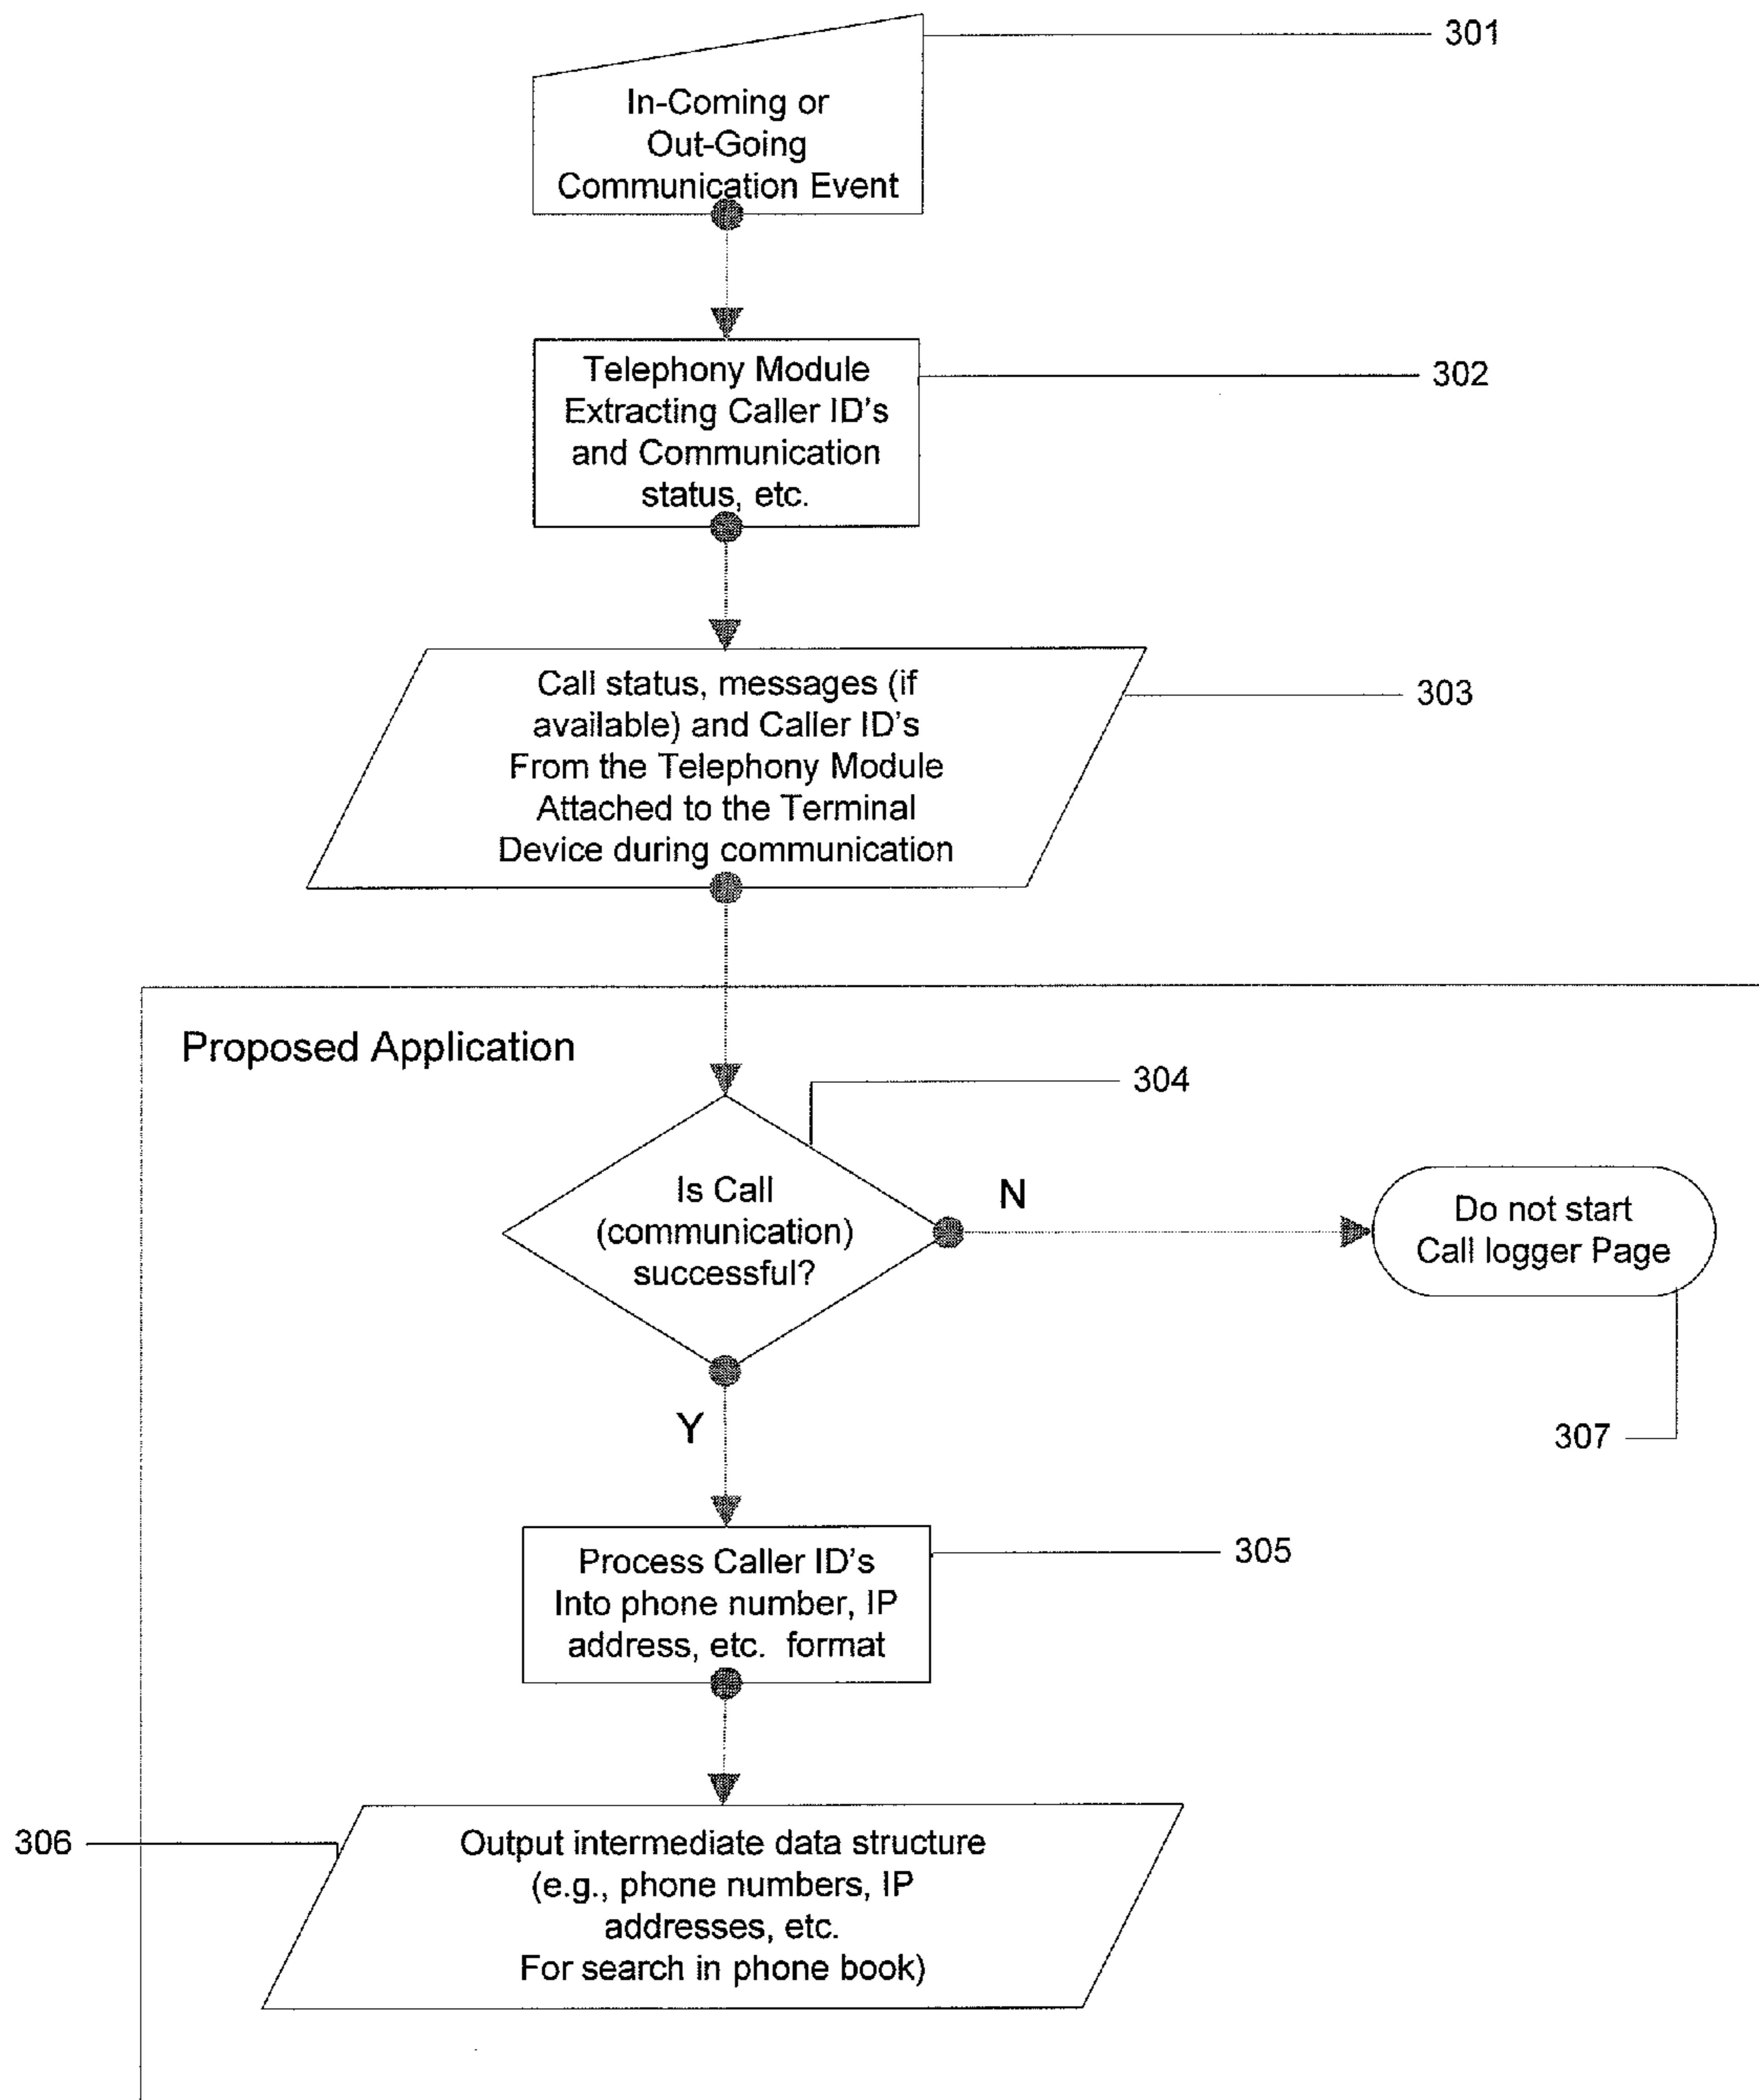 301
In-Coming or
Out-Going
Communication Event
Telephony Module
Extracting Caller ID's
and Communication
status, etc.
302
Call status, messages (if
available) and Caller ID's
From the Telephony Module
Attached to the Terminal
Device during communication
303
Proposed Application
304
Is Call
(communication)
successful?
N
Do not start
Call logger Page
307
Y
Process Caller ID's
Into phone number, IP
address, etc. format
305
306
Output intermediate data structure
(e.g., phone numbers, IP
addresses, etc.
For search in phone book)